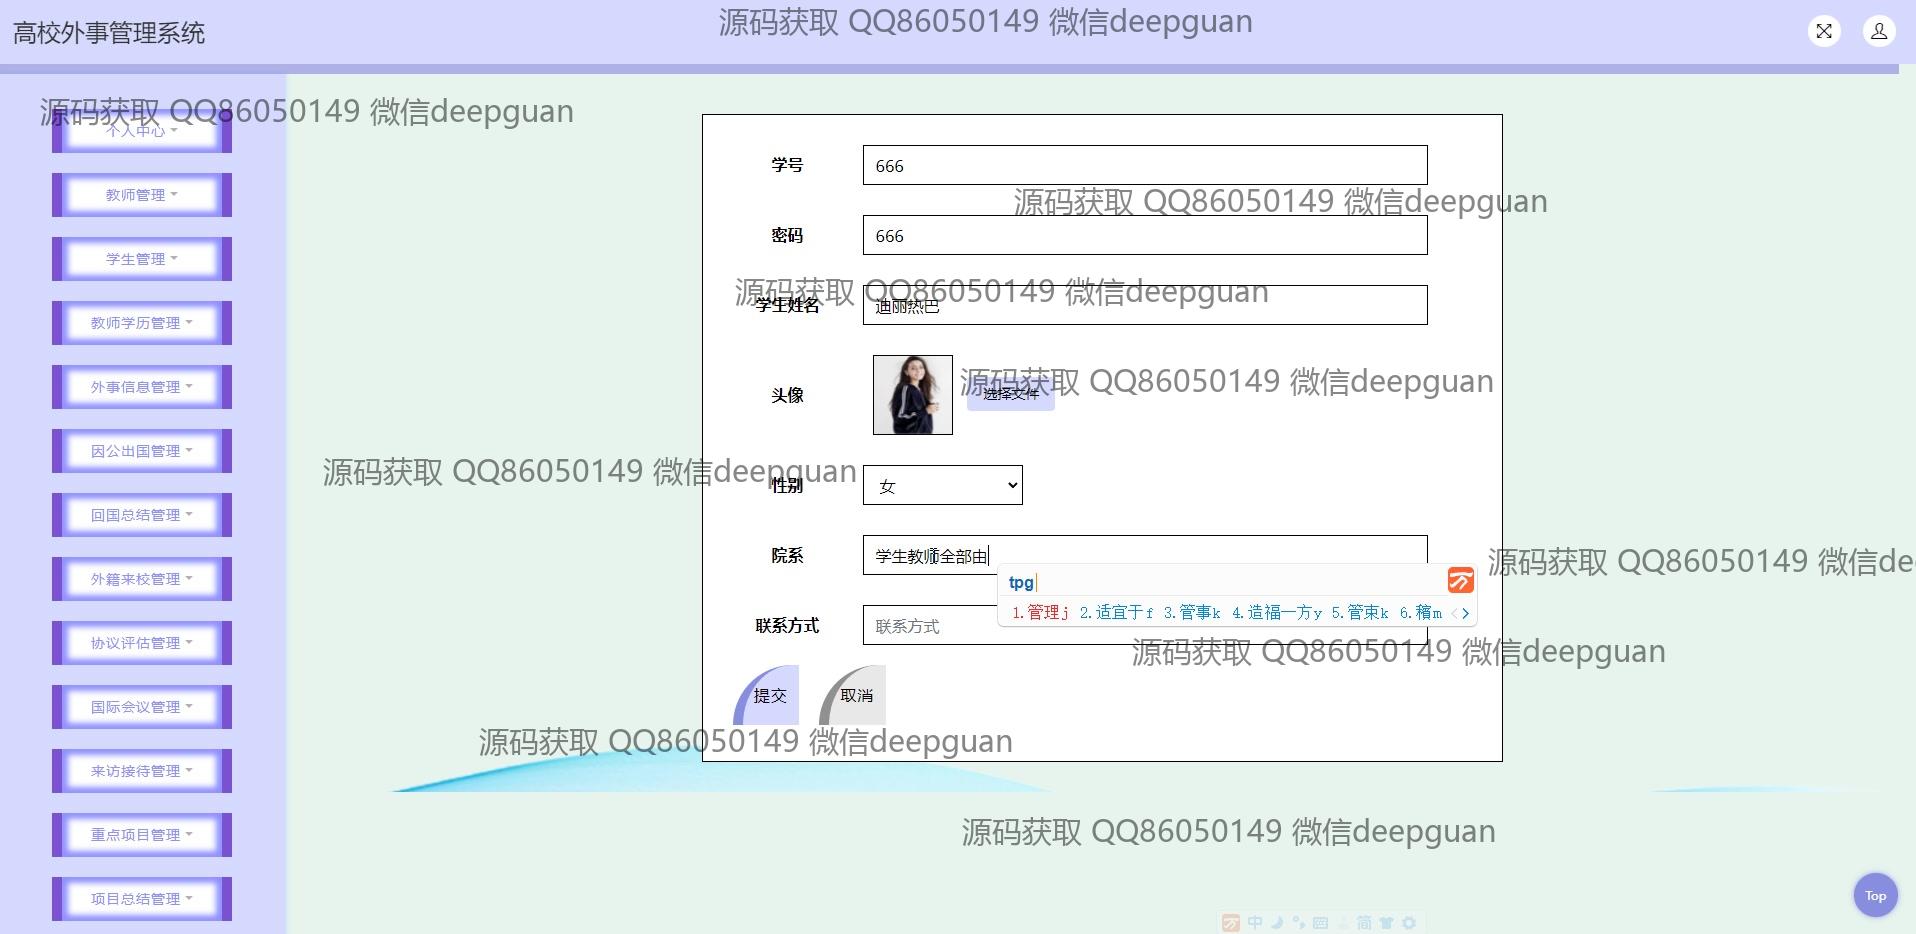 高校外事管理系统
源码获取 QQ86050149 微信deepguan
源码获取 QQ86050149 微信deepguan
个人中心
教师管理
学生管理
教师学历管理
外事信息管理
因公出国管理
回国总结管理
外籍来校管理
协议评估管理
国际会议管理
来访接待管理
重点项目管理
项目总结管理
学号 666
源码获取 QQ86050149 微信deepguan
密码 666
源码获取 QQ86050149 微信deepguan
学生姓名 迪丽热巴
源码获取 QQ86050149 微信deepguan
头像 选择文件
源码获取 QQ86050149 微信deepguan
性别 女
院系 学生教师全部由
源码获取 QQ86050149 微信de
tpg
1.管理j 2.适宜于f 3.管事k 4.造福一方y 5.管束k 6.穯m
联系方式 联系方式
源码获取 QQ86050149 微信deepguan
提交 取消
源码获取 QQ86050149 微信deepguan
源码获取 QQ86050149 微信deepguan
Top
中 简